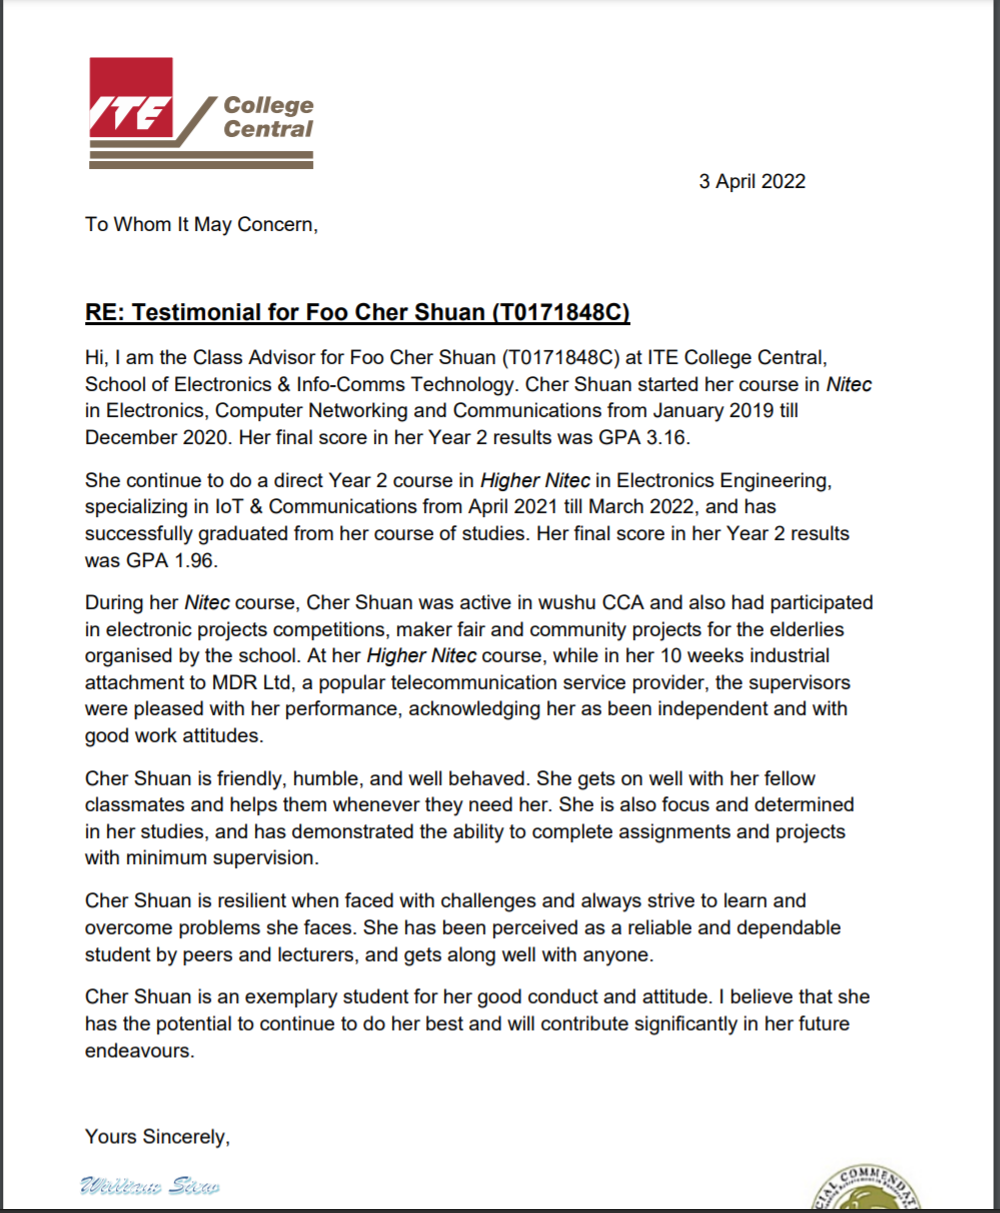 ITE College
Central
3 April 2022
To Whom It May Concern,
RE: Testimonial for Foo Cher Shuan (T0171848C)
Hi, I am the Class Advisor for Foo Cher Shuan (T0171848C) at ITE College Central,
School of Electronics & Info-Comms Technology. Cher Shuan started her course in Nitec
in Electronics, Computer Networking and Communications from January 2019 till
December 2020. Her final score in her Year 2 results was GPA 3.16.
She continue to do a direct Year 2 course in Higher Nitec in Electronics Engineering,
specializing in IoT & Communications from April 2021 till March 2022, and has
successfully graduated from her course of studies. Her final score in her Year 2 results
was GPA 1.96.
During her Nitec course, Cher Shuan was active in wushu CCA and also had participated
in electronic projects competitions, maker fair and community projects for the elderlies
organised by the school. At her Higher Nitec course, while in her 10 weeks industrial
attachment to MDR Ltd, a popular telecommunication service provider, the supervisors
were pleased with her performance, acknowledging her as been independent and with
good work attitudes.
Cher Shuan is friendly, humble, and well behaved. She gets on well with her fellow
classmates and helps them whenever they need her. She is also focus and determined
in her studies, and has demonstrated the ability to complete assignments and projects
with minimum supervision.
Cher Shuan is resilient when faced with challenges and always strive to learn and
overcome problems she faces. She has been perceived as a reliable and dependable
student by peers and lecturers, and gets along well with anyone.
Cher Shuan is an exemplary student for her good conduct and attitude. I believe that she
has the potential to continue to do her best and will contribute significantly in her future
endeavours.
Yours Sincerely,
William Siew